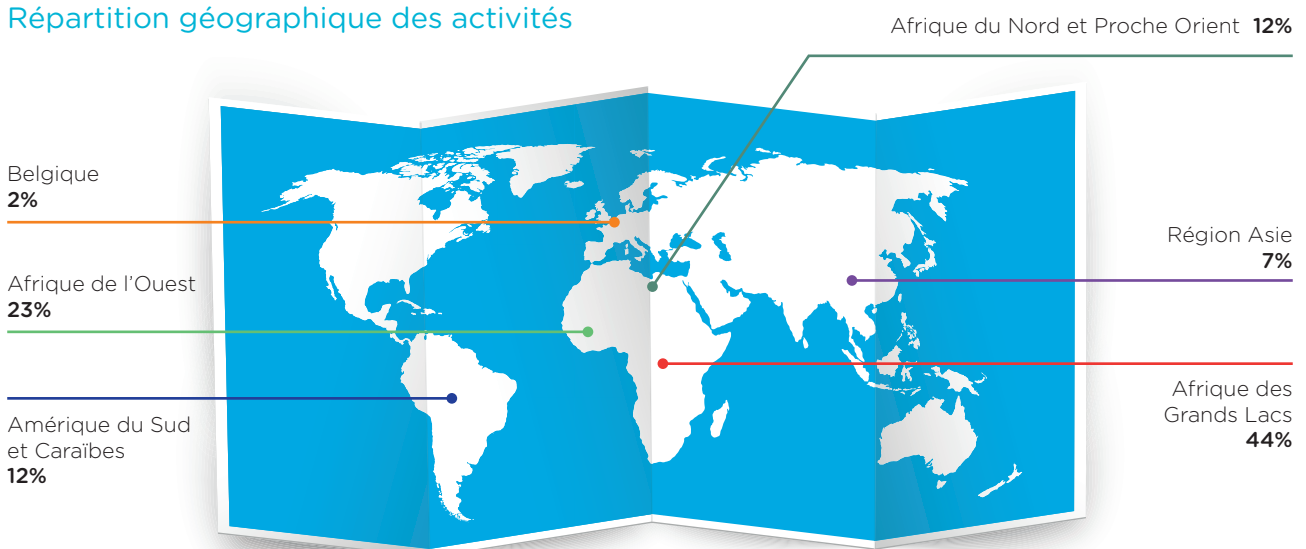 Répartition géographique des activités
Afrique du Nord et Proche Orient 12%
Belgique
2%
Afrique de l’Ouest
23%
Amérique du Sud
et Caraïbes
12%
Région Asie
7%
Afrique des
Grands Lacs
44%